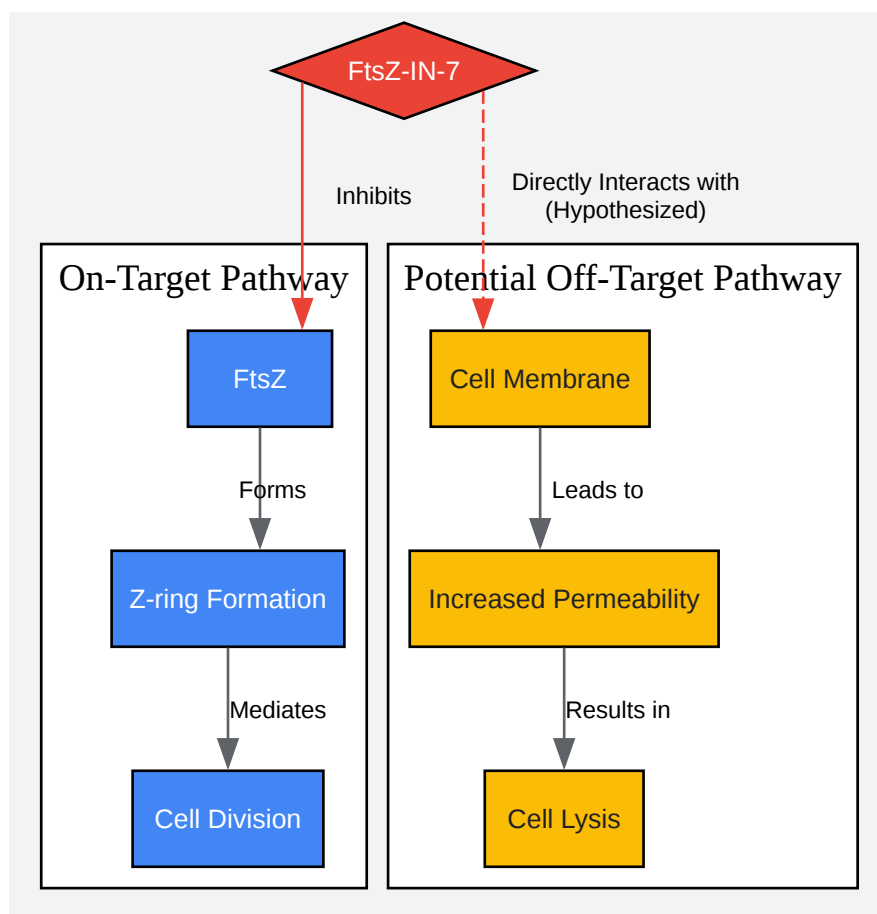 FtsZ-IN-7
Inhibits
Directly Interacts with
(Hypothesized)
On-Target Pathway
FtsZ
Forms
Z-ring Formation
Mediates
Cell Division
Potential Off-Target Pathway
Cell Membrane
Leads to
Increased Permeability
Results in
Cell Lysis